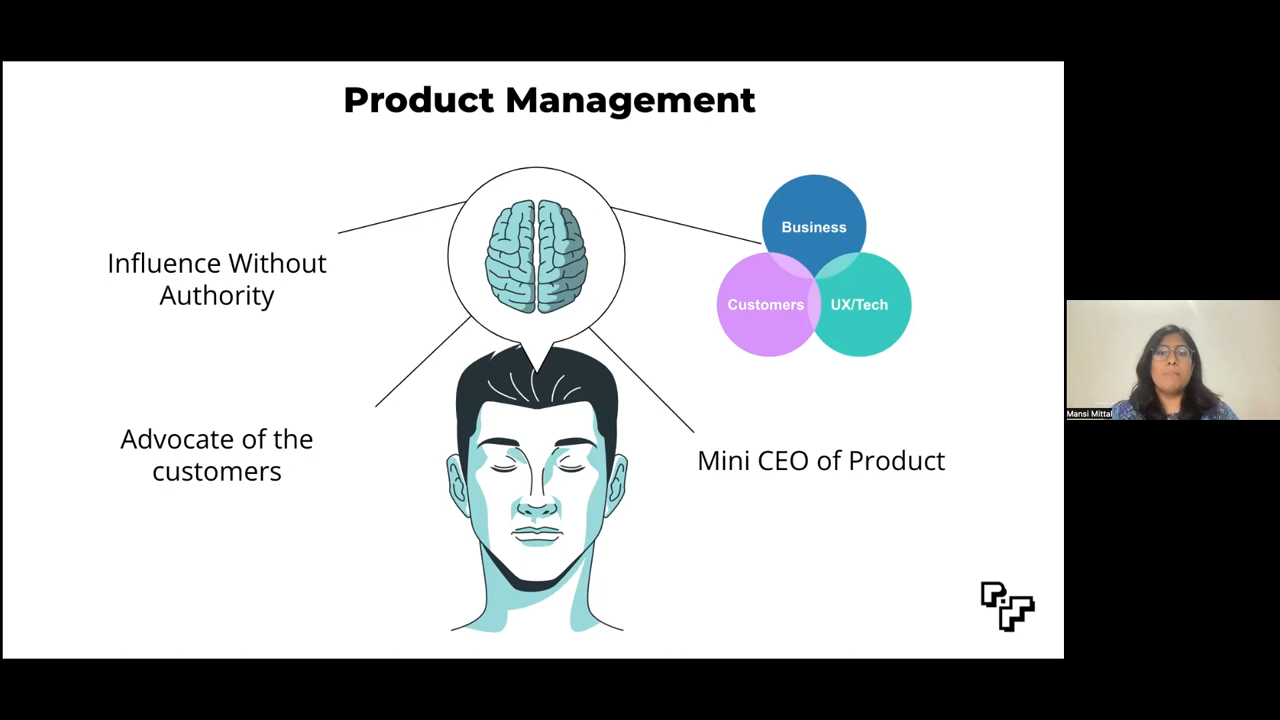 Product Management
Influence Without
Authority
Business
Customers
UX/Tech
Advocate of the
customers
Mini CEO of Product
Mansi Mittal